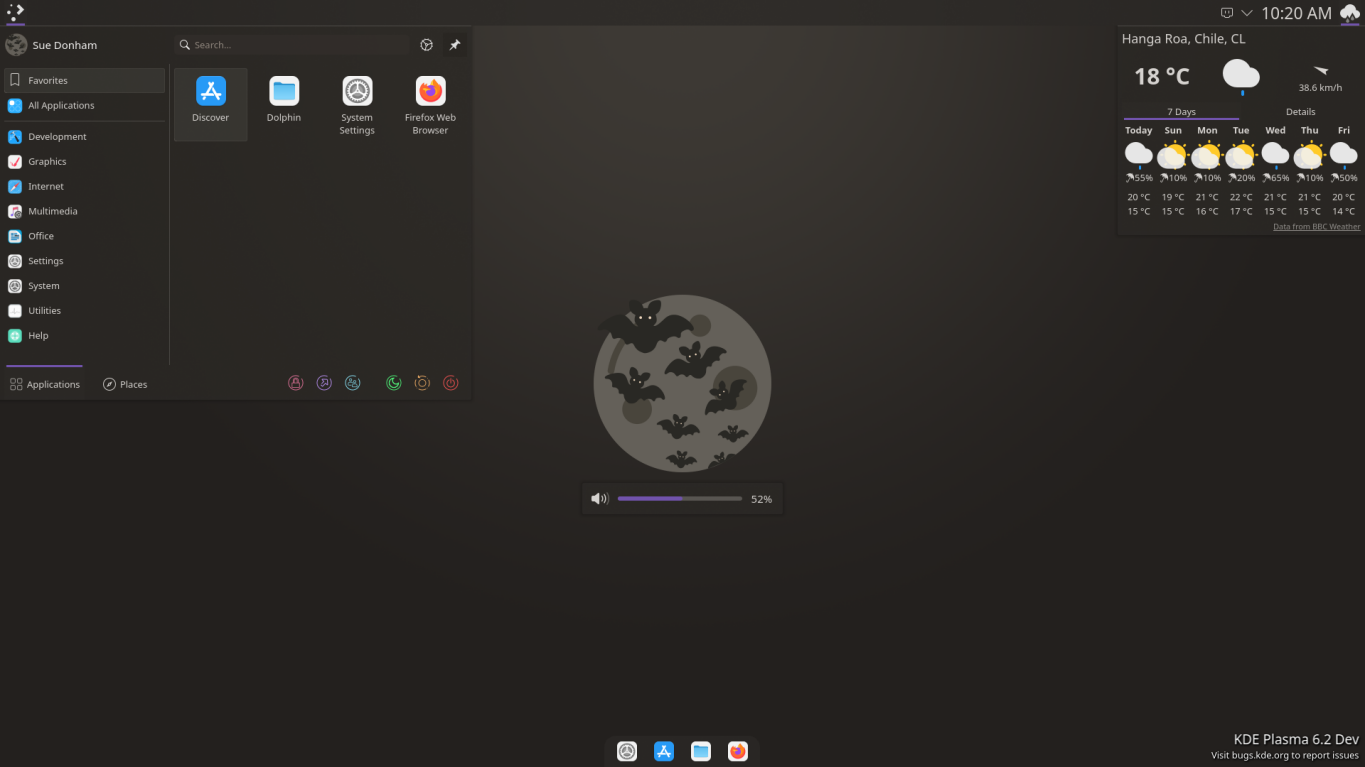 10:20 AM
Sue Donham
Search...
Favorites
All Applications
Development
Graphics
Internet
Multimedia
Office
Settings
System
Utilities
Help
Discover
Dolphin
System
Settings
Firefox Web
Browser
Applications
Places
Hanga Roa, Chile, CL
18 °C
38.6 km/h
7 Days
Details
Today Sun Mon Tue Wed Thu Fri
55% 10% 10% 20% 65% 10% 50%
20 °C 19 °C 21 °C 22 °C 21 °C 21 °C 20 °C
15 °C 15 °C 16 °C 17 °C 15 °C 15 °C 14 °C
Data from BBC Weather
52%
KDE Plasma 6.2 Dev
Visit bugs.kde.org to report issues